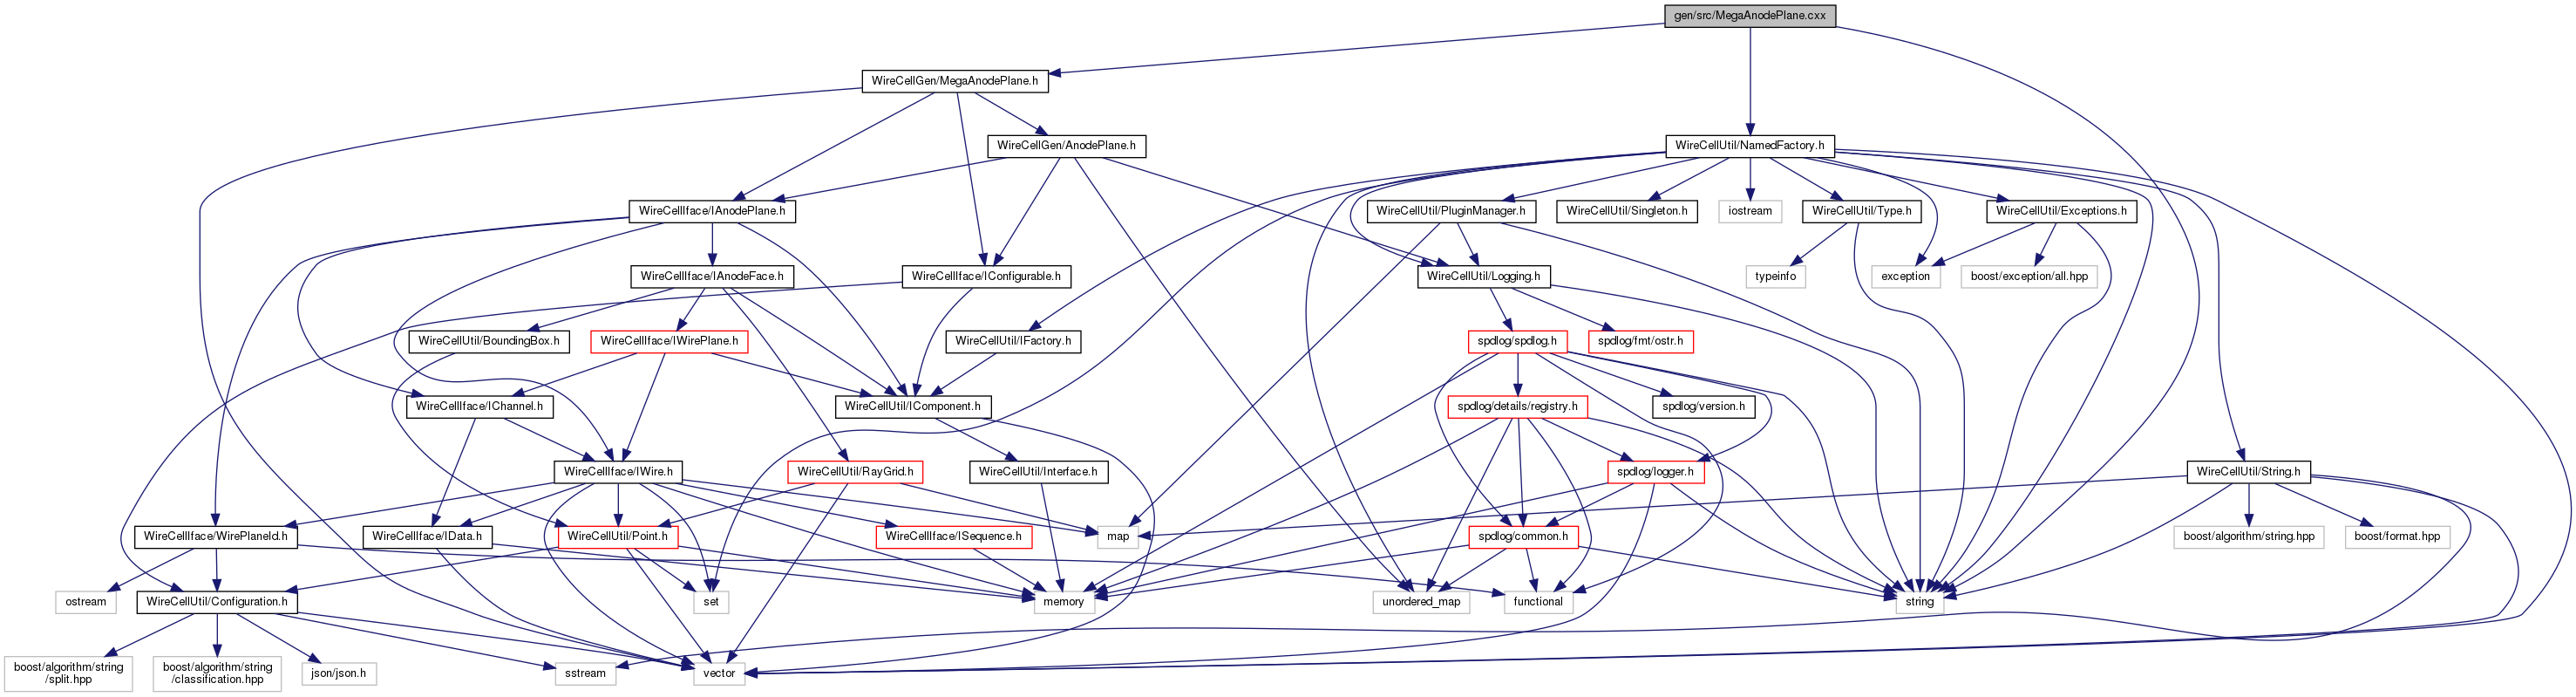 gen/src/MegaAnodePlane.cxx
WireCellGen/MegaAnodePlane.h
WireCellGen/AnodePlane.h
WireCellUtil/NamedFactory.h
WireCellIface/IAnodePlane.h
WireCellUtil/PluginManager.h
WireCellUtil/Singleton.h
iostream
WireCellUtil/Type.h
WireCellUtil/Exceptions.h
WireCellIface/IAnodeFace.h
WireCellIface/IConfigurable.h
WireCellUtil/Logging.h
typeinfo
exception
boost/exception/all.hpp
WireCellUtil/BoundingBox.h
WireCellIface/IWirePlane.h
WireCellUtil/IFactory.h
spdlog/spdlog.h
spdlog/fmt/ostr.h
WireCellIface/IChannel.h
WireCellUtil/IComponent.h
spdlog/details/registry.h
spdlog/version.h
WireCellIface/IWire.h
WireCellUtil/RayGrid.h
WireCellUtil/Interface.h
spdlog/logger.h
WireCellUtil/String.h
WireCellIface/WirePlaneId.h
WireCellIface/IData.h
WireCellUtil/Point.h
WireCellIface/ISequence.h
map
spdlog/common.h
boost/algorithm/string.hpp
boost/format.hpp
ostream
WireCellUtil/Configuration.h
set
memory
unordered_map
functional
string
boost/algorithm/string
/split.hpp
boost/algorithm/string
/classification.hpp
json/json.h
sstream
vector